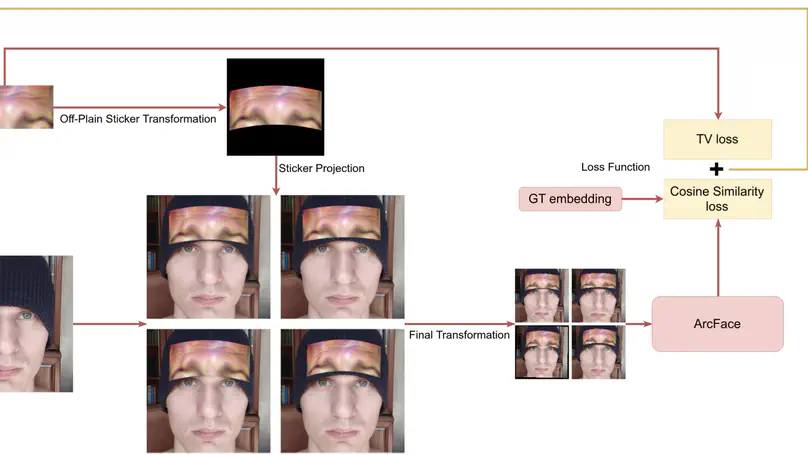 Off-Plain Sticker Transformation
Sticker Projection
TV loss
Loss Function
GT embedding
Cosine Similarity
loss
Final Transformation
ArcFace